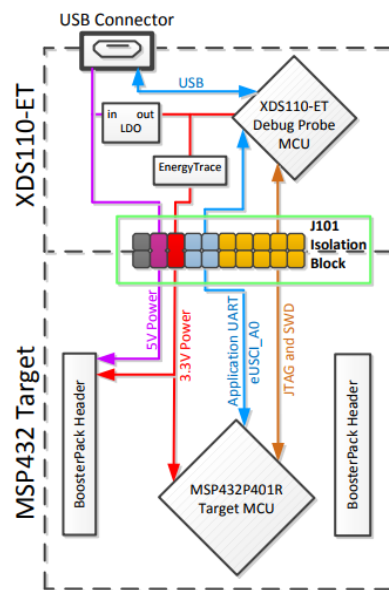 USB Connector
XDS110-ET
USB
in out
LDO
XDS110-ET
Debug Probe
MCU
EnergyTrace
J101
Isolation
Block
MSP432 Target
5V Power
3.3V Power
Application UART
eUSCI_A0
JTAG and SWD
BoosterPack Header
BoosterPack Header
MSP432P401R
Target MCU